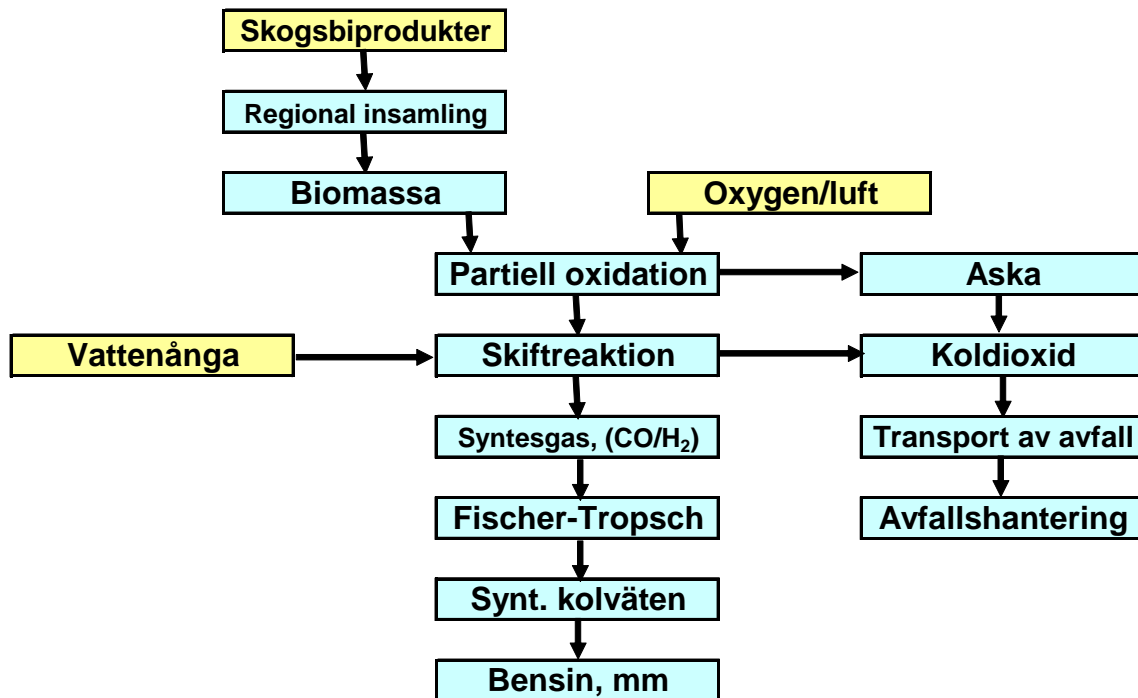 Skogsbiprodukter
Regional insamling
Biomassa
Oxygen/luft
Partiell oxidation
Aska
Vattenånga
Skiftreaktion
Koldioxid
Syntesgas, (CO/H₂)
Transport av avfall
Fischer-Tropsch
Avfallshantering
Synt. kolväten
Bensin, mm